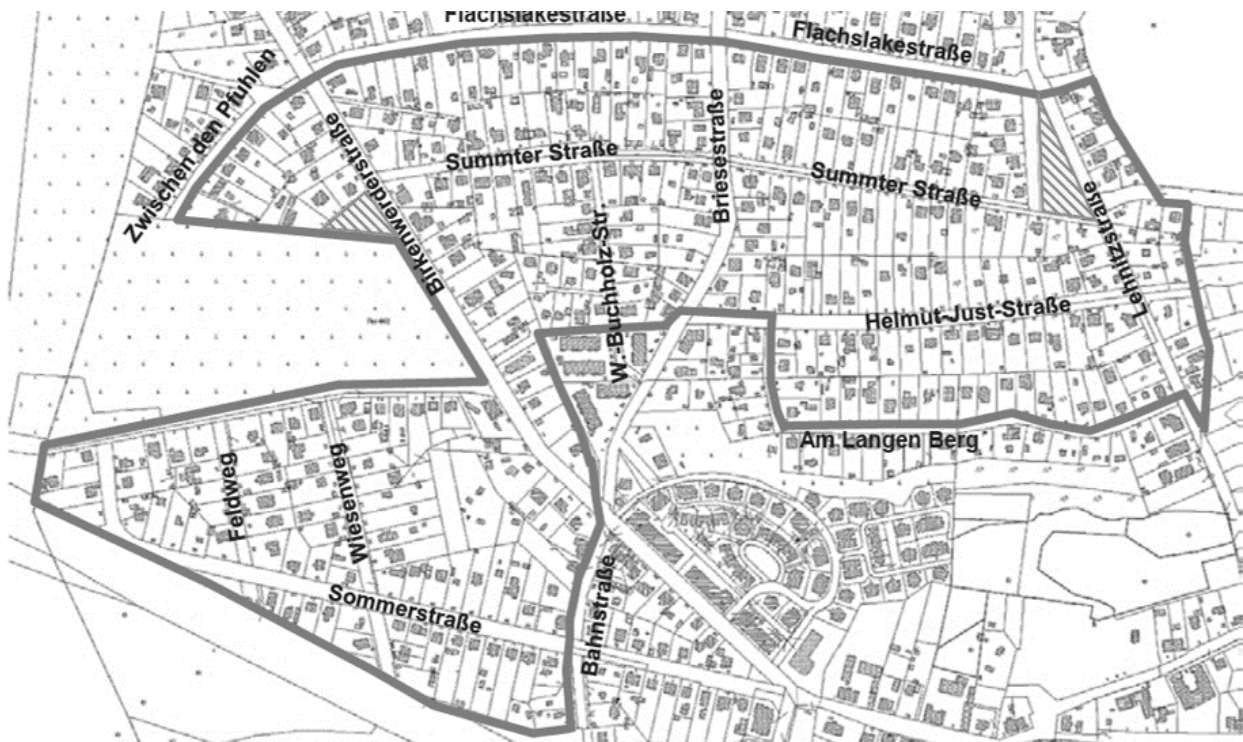 Flachslakestraße
Flachslakestraße
Zwischen den Pfuhlen
Birkenwerderstraße
Summter Straße
Briesestraße
Summter Straße
Lehnitzstraße
W.-Buchholz-Str.
Helmut-Just-Straße
Am Langen Berg
Feldweg
Wiesenweg
Sommerstraße
Bahnstraße